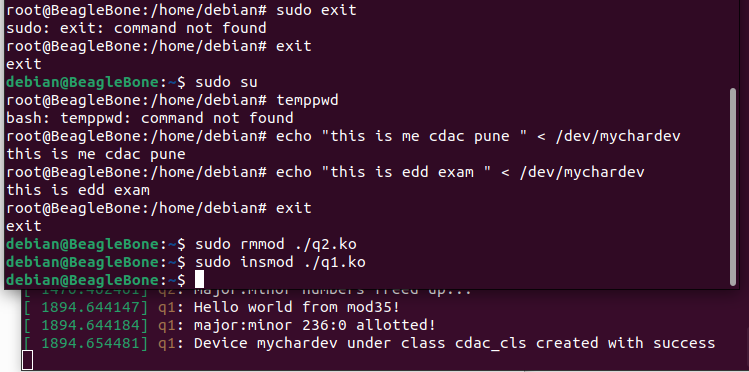 root@BeagleBone:/home/debian# sudo exit
sudo: exit: command not found
root@BeagleBone:/home/debian# exit
exit
debian@BeagleBone:~$ sudo su
root@BeagleBone:/home/debian# temppwd
bash: temppwd: command not found
root@BeagleBone:/home/debian# echo "this is me cdac pune " < /dev/mychardev
this is me cdac pune
root@BeagleBone:/home/debian# echo "this is edd exam " < /dev/mychardev
this is edd exam
root@BeagleBone:/home/debian# exit
exit
debian@BeagleBone:~$ sudo rmmod ./q2.ko
debian@BeagleBone:~$ sudo insmod ./q1.ko
debian@BeagleBone:~$
q2: Major:Minor numbers freed up...
[ 1894.644147] q1: Hello world from mod35!
[ 1894.644184] q1: major:minor 236:0 allotted!
[ 1894.654481] q1: Device mychardev under class cdac_cls created with success
[